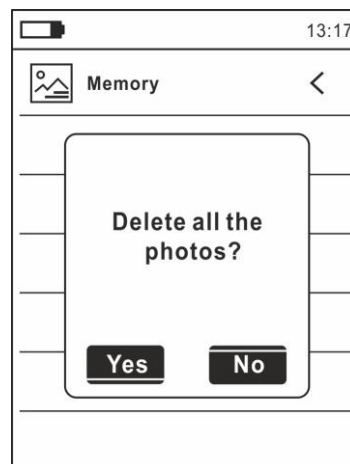 13:17
Memory
Delete all the
photos?
Yes No